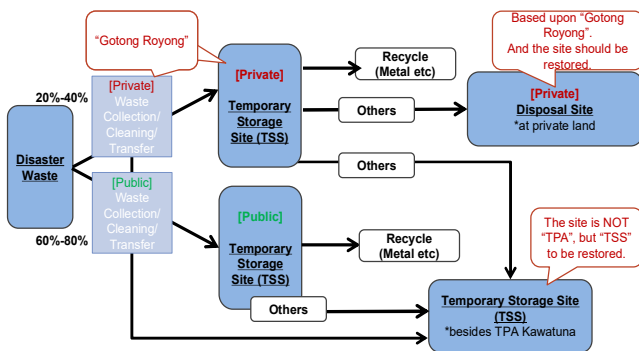 “Gotong Royong”
Based upon “Gotong
Royong”.
And the site should be
restored.
20%-40%
[Private]
Waste
Collection/
Cleaning/
Transfer
[Private]
Temporary
Storage
Site (TSS)
Recycle
(Metal etc)
Others
[Private]
Disposal Site
*at private land
Disaster
Waste
Others
[Public]
Waste
Collection/
Cleaning/
Transfer
60%-80%
[Public]
Temporary
Storage
Site (TSS)
Recycle
(Metal etc)
The site is NOT
“TPA”, but “TSS”
to be restored.
Others
Temporary Storage Site
(TSS)
*besides TPA Kawatuna